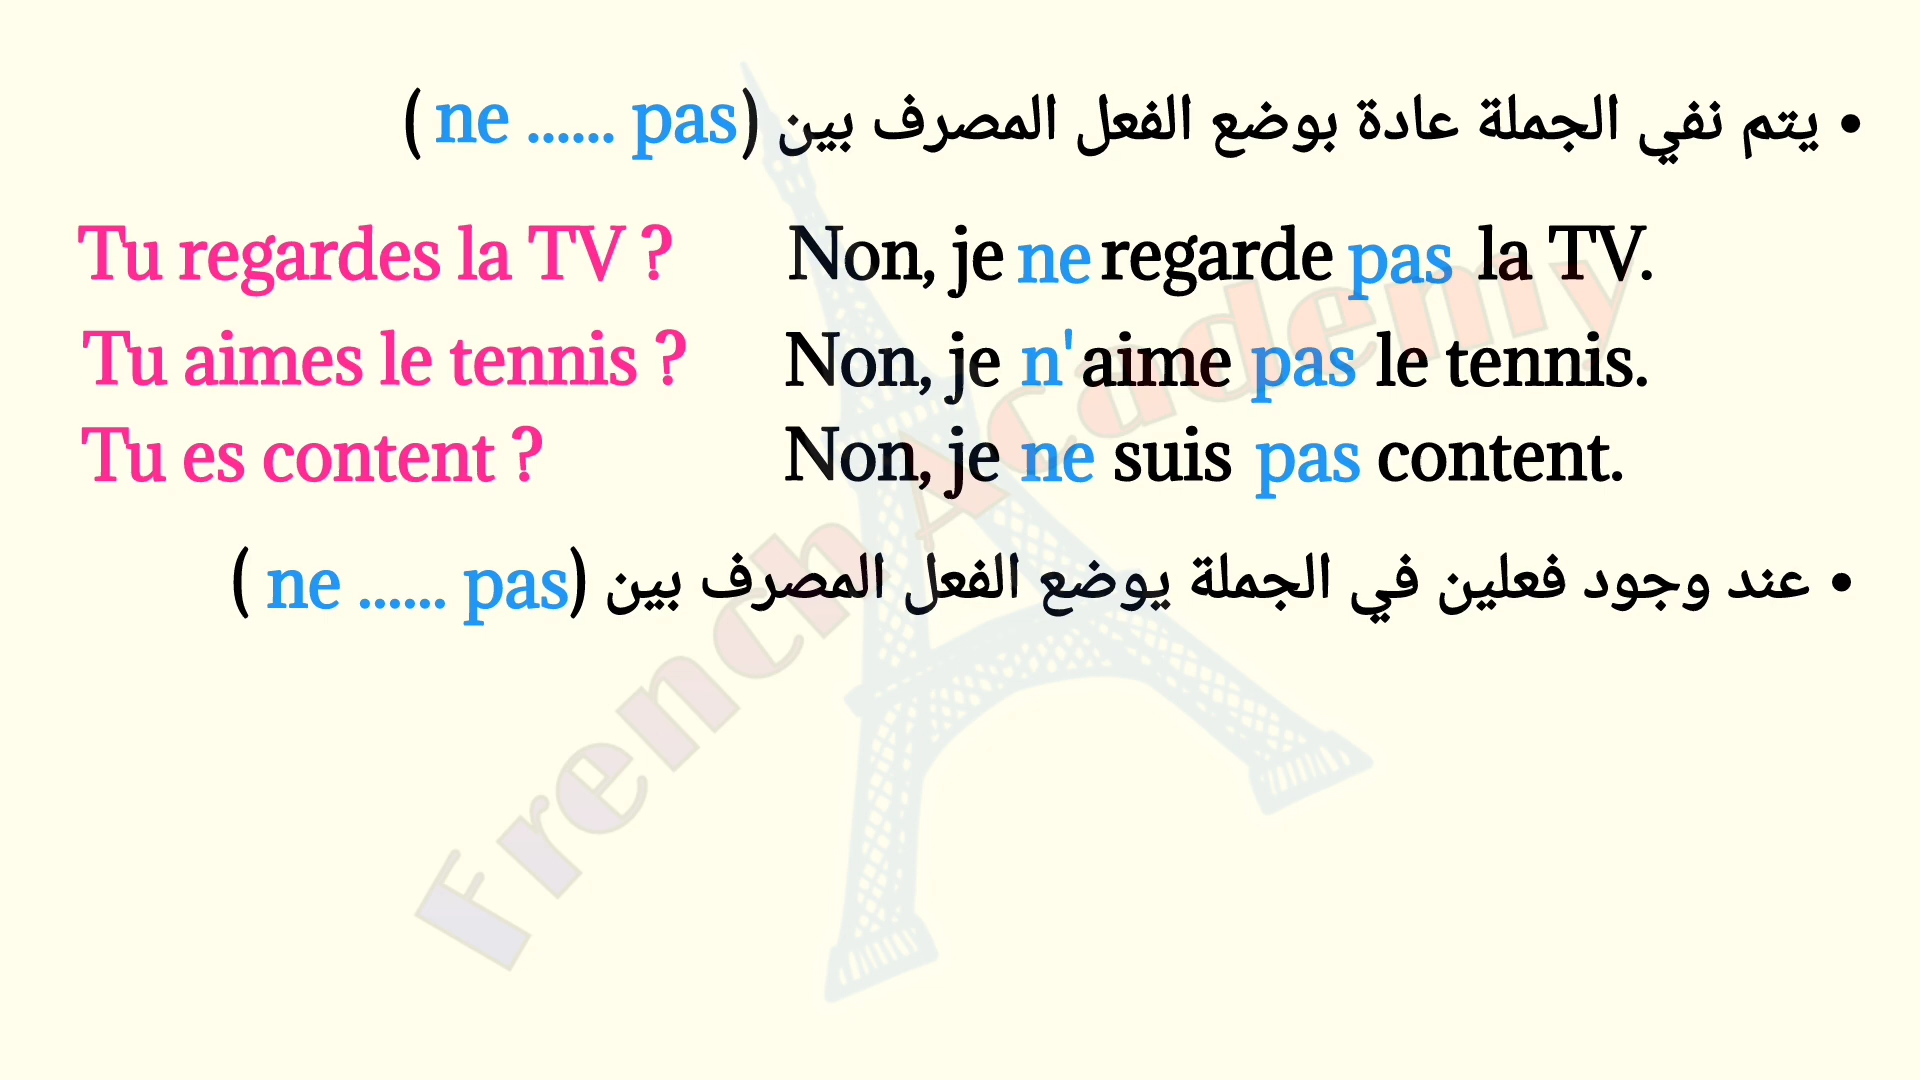 • يتم نفي الجملة عادة بوضع الفعل المصرف بين (ne ...... pas)
Tu regardes la TV ? Non, je ne regarde pas la TV.
Tu aimes le tennis ? Non, je n'aime pas le tennis.
Tu es content ? Non, je ne suis pas content.
• عند وجود فعلين في الجملة يوضع الفعل المصرف بين (ne ...... pas)
French Academy